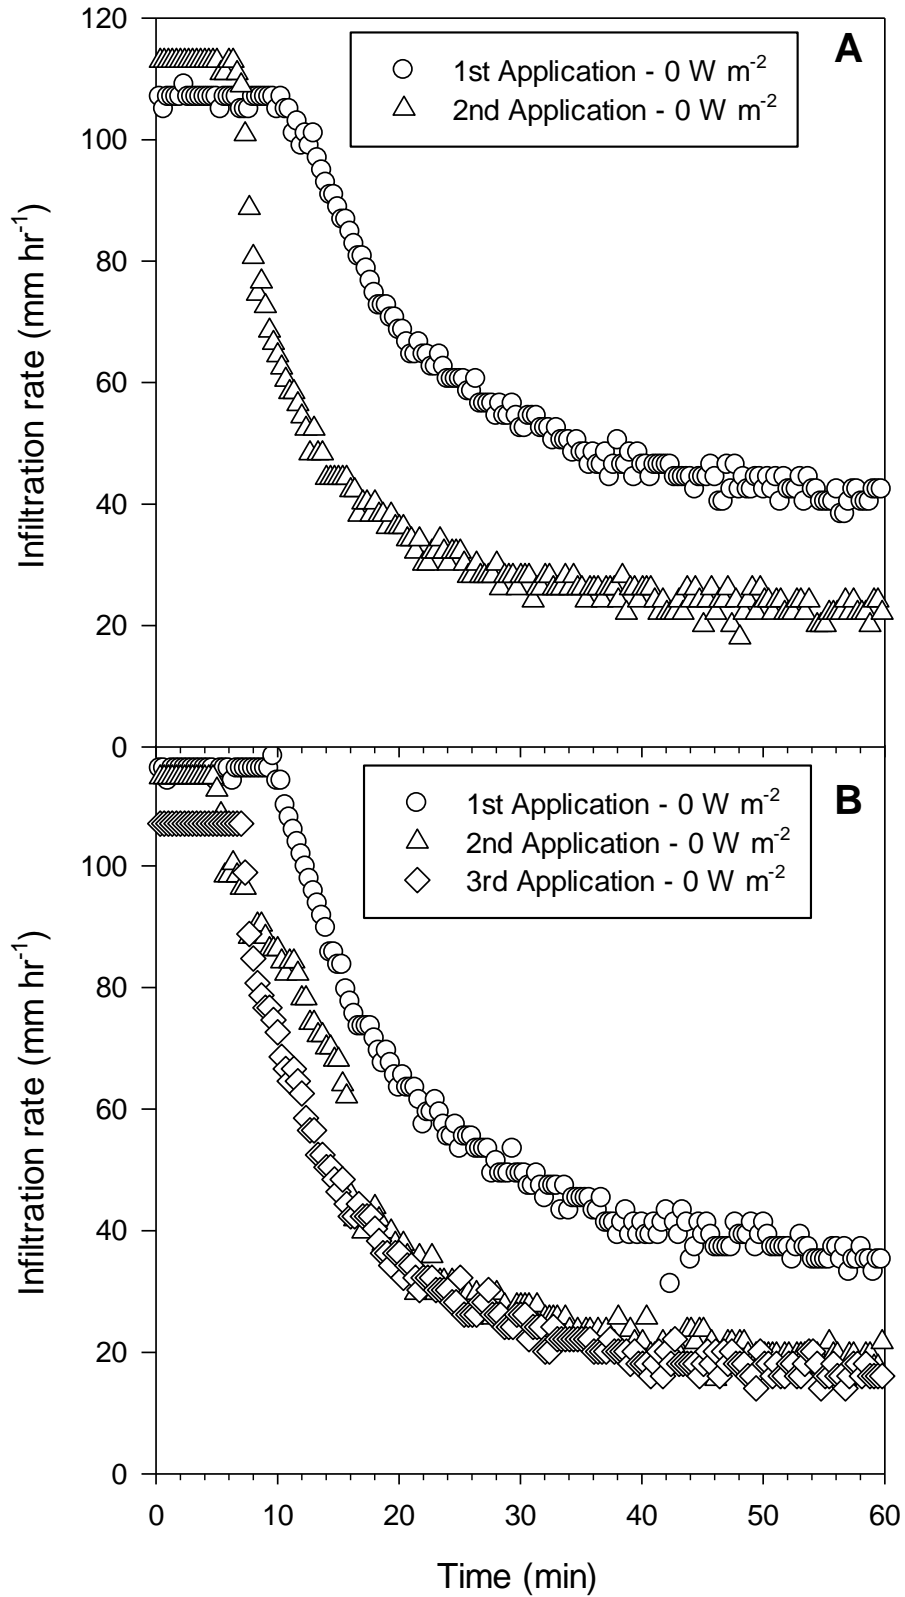 120
100
80
60
40
20
0
Infiltration rate (mm hr⁻¹)
A
1st Application - 0 W m⁻²
2nd Application - 0 W m⁻²
B
1st Application - 0 W m⁻²
2nd Application - 0 W m⁻²
3rd Application - 0 W m⁻²
100
80
60
40
20
0
Infiltration rate (mm hr⁻¹)
0 10 20 30 40 50 60
Time (min)